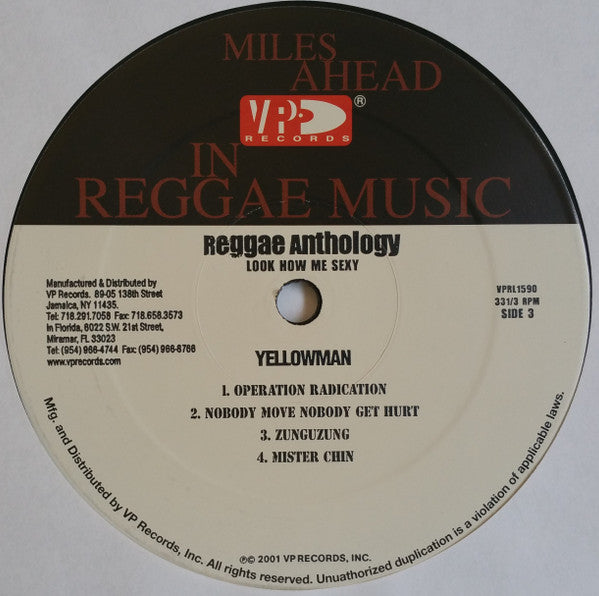 MILES
AHEAD
VP ®
RECORDS
IN
REGGAE MUSIC
Reggae Anthology
LOOK HOW ME SEXY
Manufactured & Distributed by
VP Records. 89-05 138th Street
Jamaica, NY 11435.
Tel: 718.291.7058 Fax: 718.658.3573
In Florida, 6022 S.W. 21st Street,
Miramar, FL 33023
Tel: (954) 966-4744 Fax: (954) 966-8766
www.vprecords.com
VPRL1590
33 1/3 RPM
SIDE 3
YELLOWMAN
1. OPERATION RADICATION
2. NOBODY MOVE NOBODY GET HURT
3. ZUNGUZUNG
4. MISTER CHIN
℗© 2001 VP RECORDS, INC.
Mfg. and Distributed by VP Records, Inc. All rights reserved. Unauthorized duplication is a violation of applicable laws.